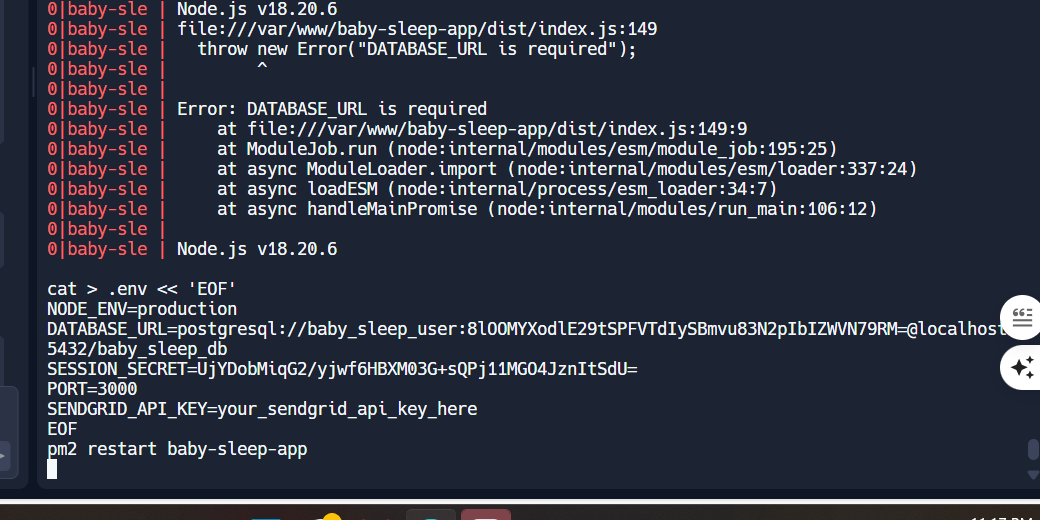 0|baby-sle | Node.js v18.20.6
0|baby-sle | file:///var/www/baby-sleep-app/dist/index.js:149
0|baby-sle |   throw new Error("DATABASE_URL is required");
0|baby-sle |         ^
0|baby-sle |
0|baby-sle | Error: DATABASE_URL is required
0|baby-sle |     at file:///var/www/baby-sleep-app/dist/index.js:149:9
0|baby-sle |     at ModuleJob.run (node:internal/modules/esm/module_job:195:25)
0|baby-sle |     at async ModuleLoader.import (node:internal/modules/esm/loader:337:24)
0|baby-sle |     at async loadESM (node:internal/process/esm_loader:34:7)
0|baby-sle |     at async handleMainPromise (node:internal/modules/run_main:106:12)
0|baby-sle |
0|baby-sle | Node.js v18.20.6
cat > .env << 'EOF'
NODE_ENV=production
DATABASE_URL=postgresql://baby_sleep_user:8lOOMYXodlE29tSPFVTdIySBmvu83N2pIbIZWVN79RM=@localhost
5432/baby_sleep_db
SESSION_SECRET=UjYDobMiqG2/yjwf6HBXM03G+sQPj11MGO4JznItSdU=
PORT=3000
SENDGRID_API_KEY=your_sendgrid_api_key_here
EOF
pm2 restart baby-sleep-app